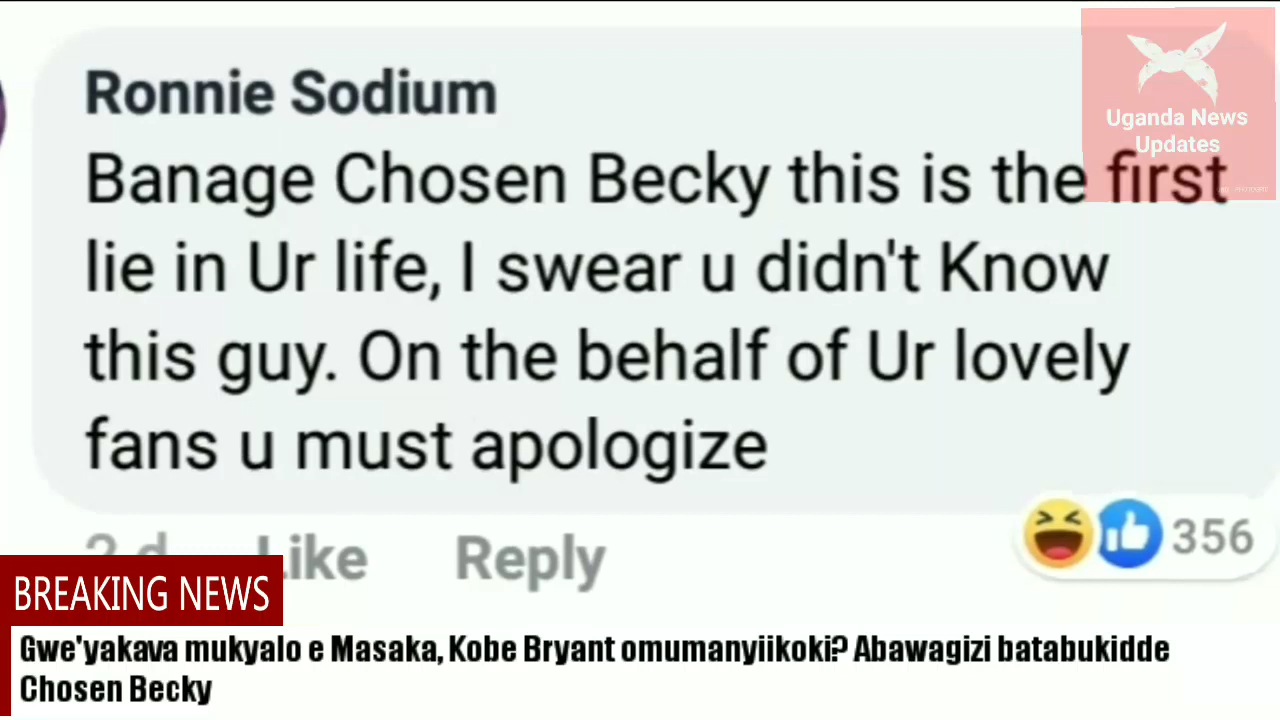 Ronnie Sodium
Uganda News
Updates
Banage Chosen Becky this is the first
lie in Ur life, I swear u didn't Know
this guy. On the behalf of Ur lovely
fans u must apologize
2 d Like Reply
356
BREAKING NEWS
Gwe'yakava mukyalo e Masaka, Kobe Bryant omumanyiikoki? Abawagizi batabukidde
Chosen Becky